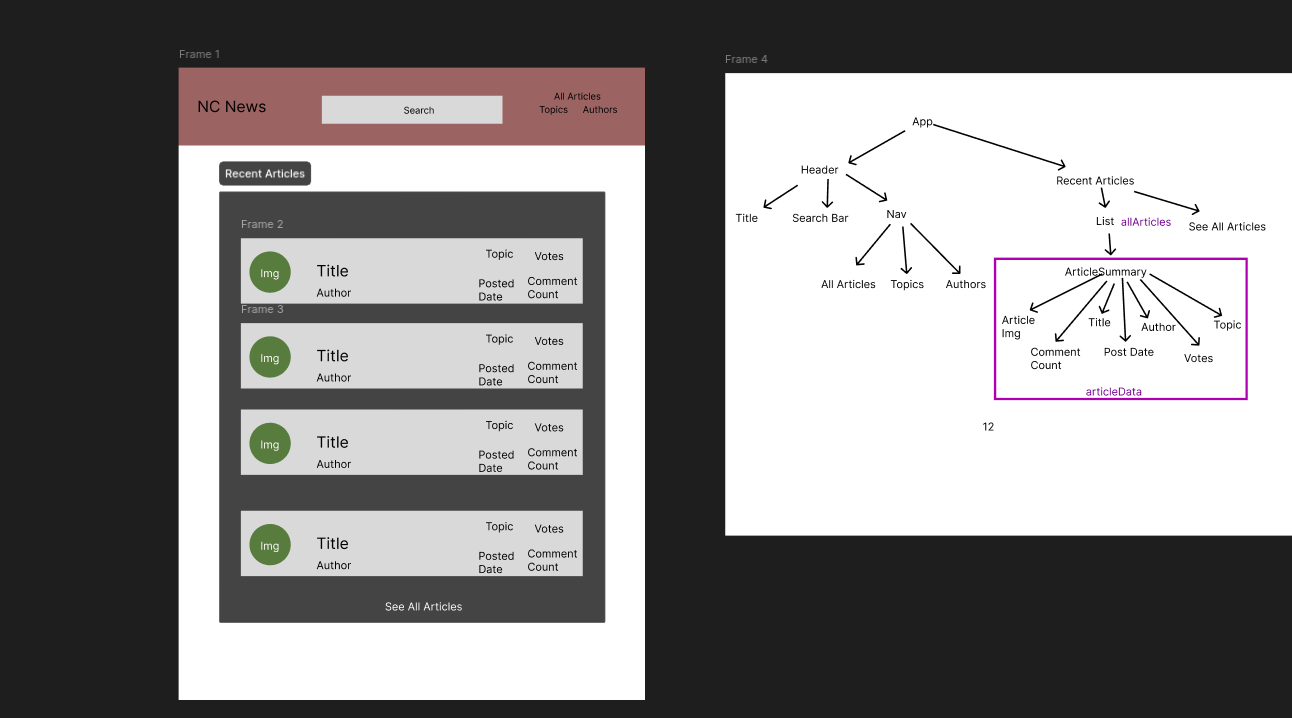 Frame 1
NC News
Search
All Articles
Topics Authors
Recent Articles
Frame 2
Img
Title
Author
Topic
Votes
Posted
Date
Comment
Count
Frame 3
Img
Title
Author
Topic
Votes
Posted
Date
Comment
Count
Img
Title
Author
Topic
Votes
Posted
Date
Comment
Count
Img
Title
Author
Topic
Votes
Posted
Date
Comment
Count
See All Articles
Frame 4
App
Header
Recent Articles
Title
Search Bar
Nav
List allArticles
See All Articles
All Articles
Topics
Authors
ArticleSummary
Article
Img
Title
Author
Topic
Comment
Count
Post Date
Votes
articleData
12